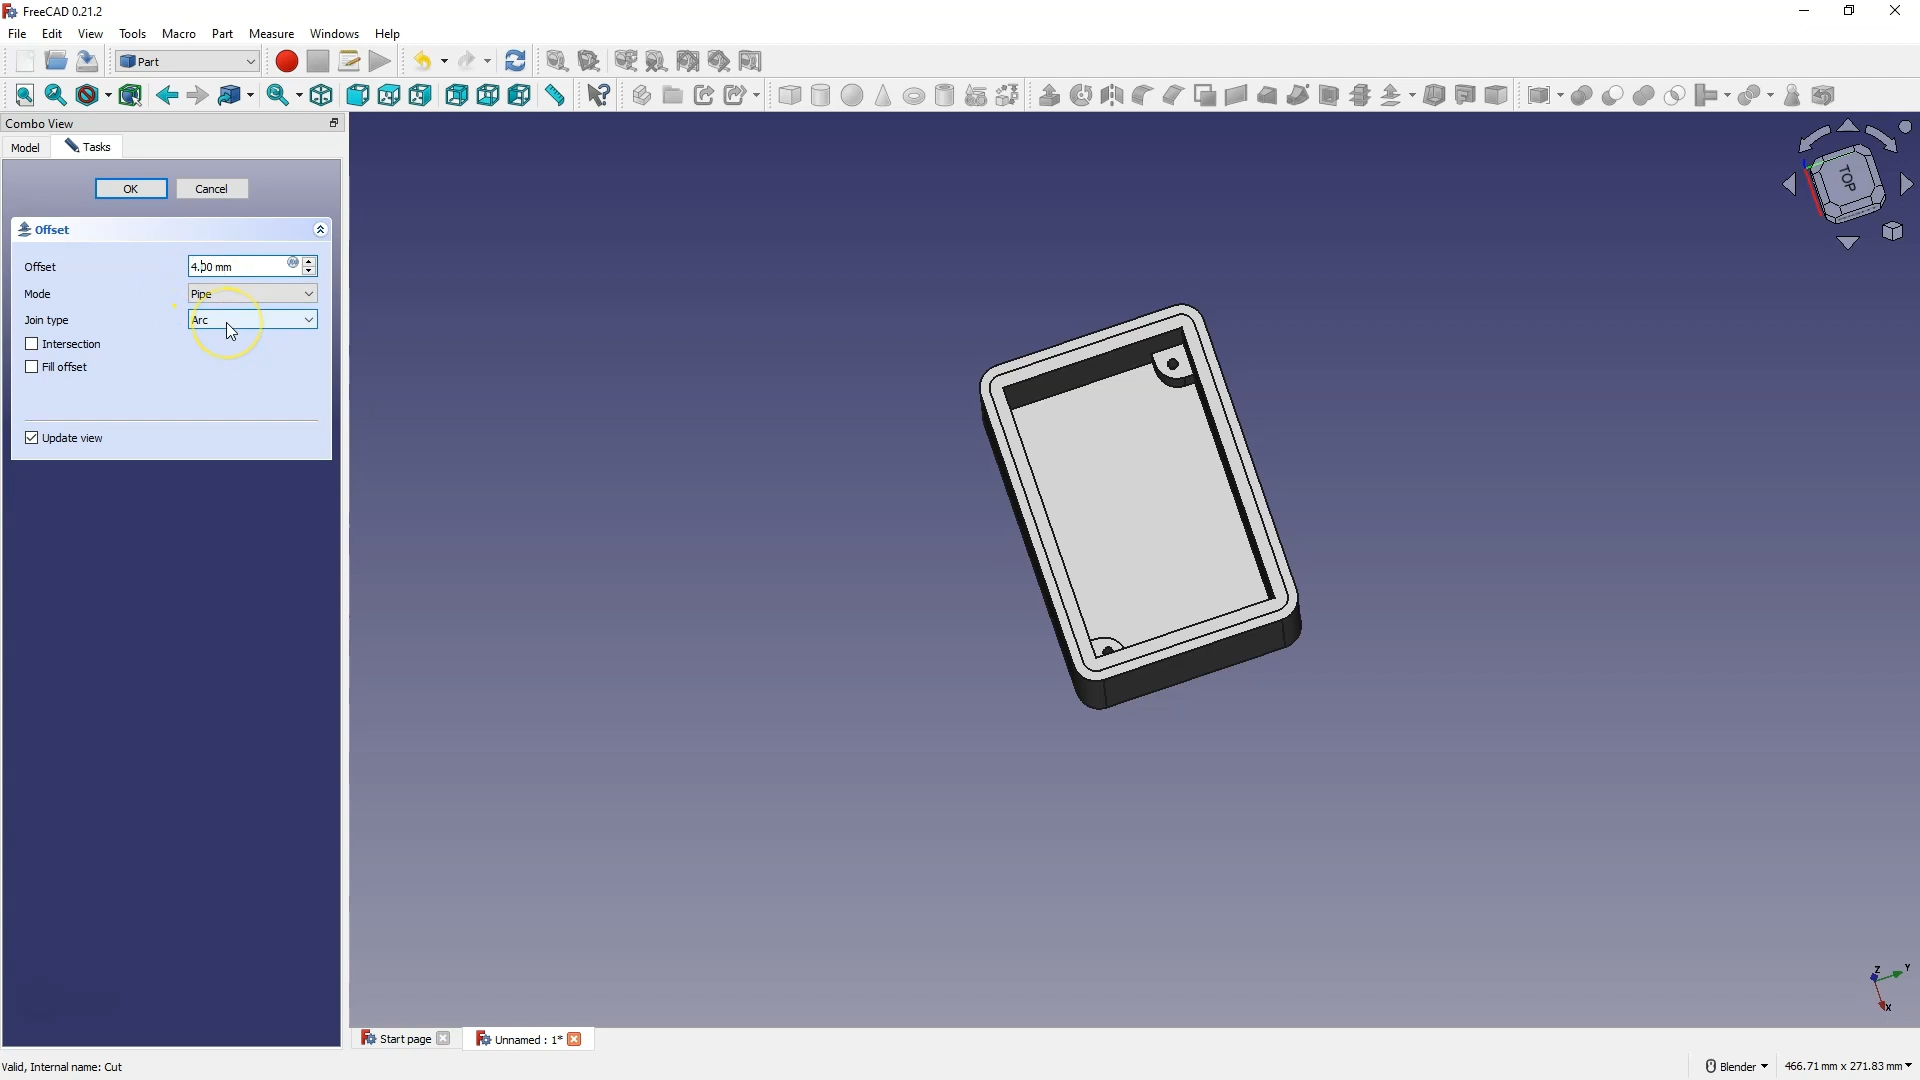 FreeCAD 0.21.2
File Edit View Tools Macro Part Measure Windows Help
Part
Combo View
Model Tasks
OK Cancel
Offset
Offset 4.00 mm
Mode Pipe
Join type Arc
Intersection
Fill offset
Update view
TOP
Z Y
X
Start page Unnamed : 1*
Valid, Internal name: Cut Blender 466.71 mm x 271.83 mm